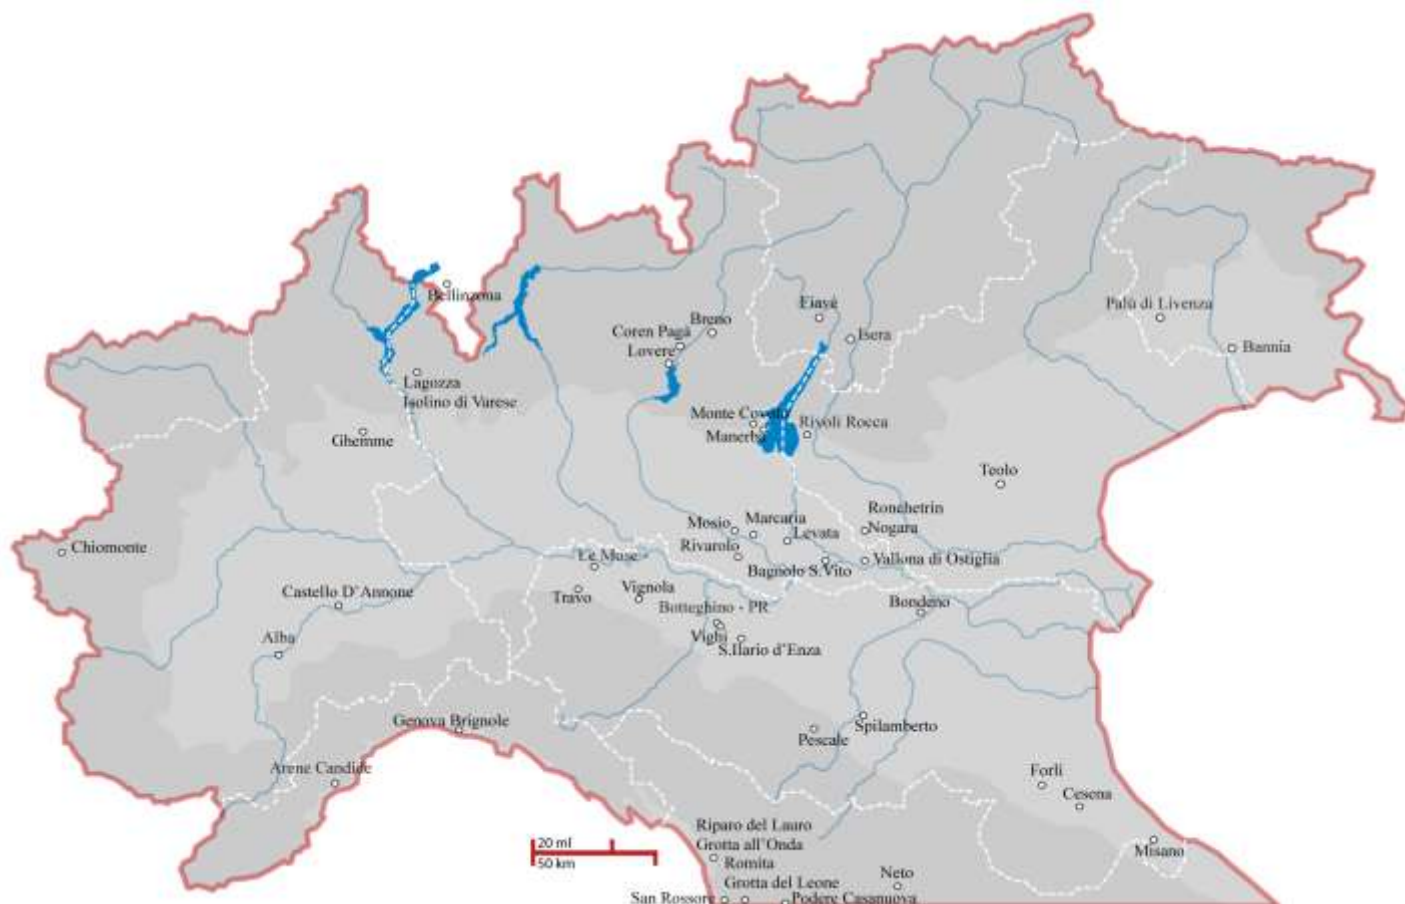 Bellinzona
Fiavè
Palù di Livenza
Breno
Coren Pagà
Isera
Lovere
Bannia
Lagozza
Isolino di Varese
Monte Covolo
Rivoli Rocca
Manerba
Ghemme
Teolo
Ronchetrin
Nogara
Mosio
Marcaria
Levata
Rivarolo
Chiomonte
Le Mose
Bagnolo S.Vito
Vallona di Ostiglia
Castello D'Annone
Travo
Vignola
Botteghino - PR
Bondeno
Alba
Vighi
S.Ilario d'Enza
Genova Brignole
Spilamberto
Pescale
Arene Candide
Forlì
Cesena
Riparo del Lauro
Grotta all'Onda
20 ml
50 km
Romita
Misano
Neto
Grotta del Leone
San Rossore
Podere Casanuova